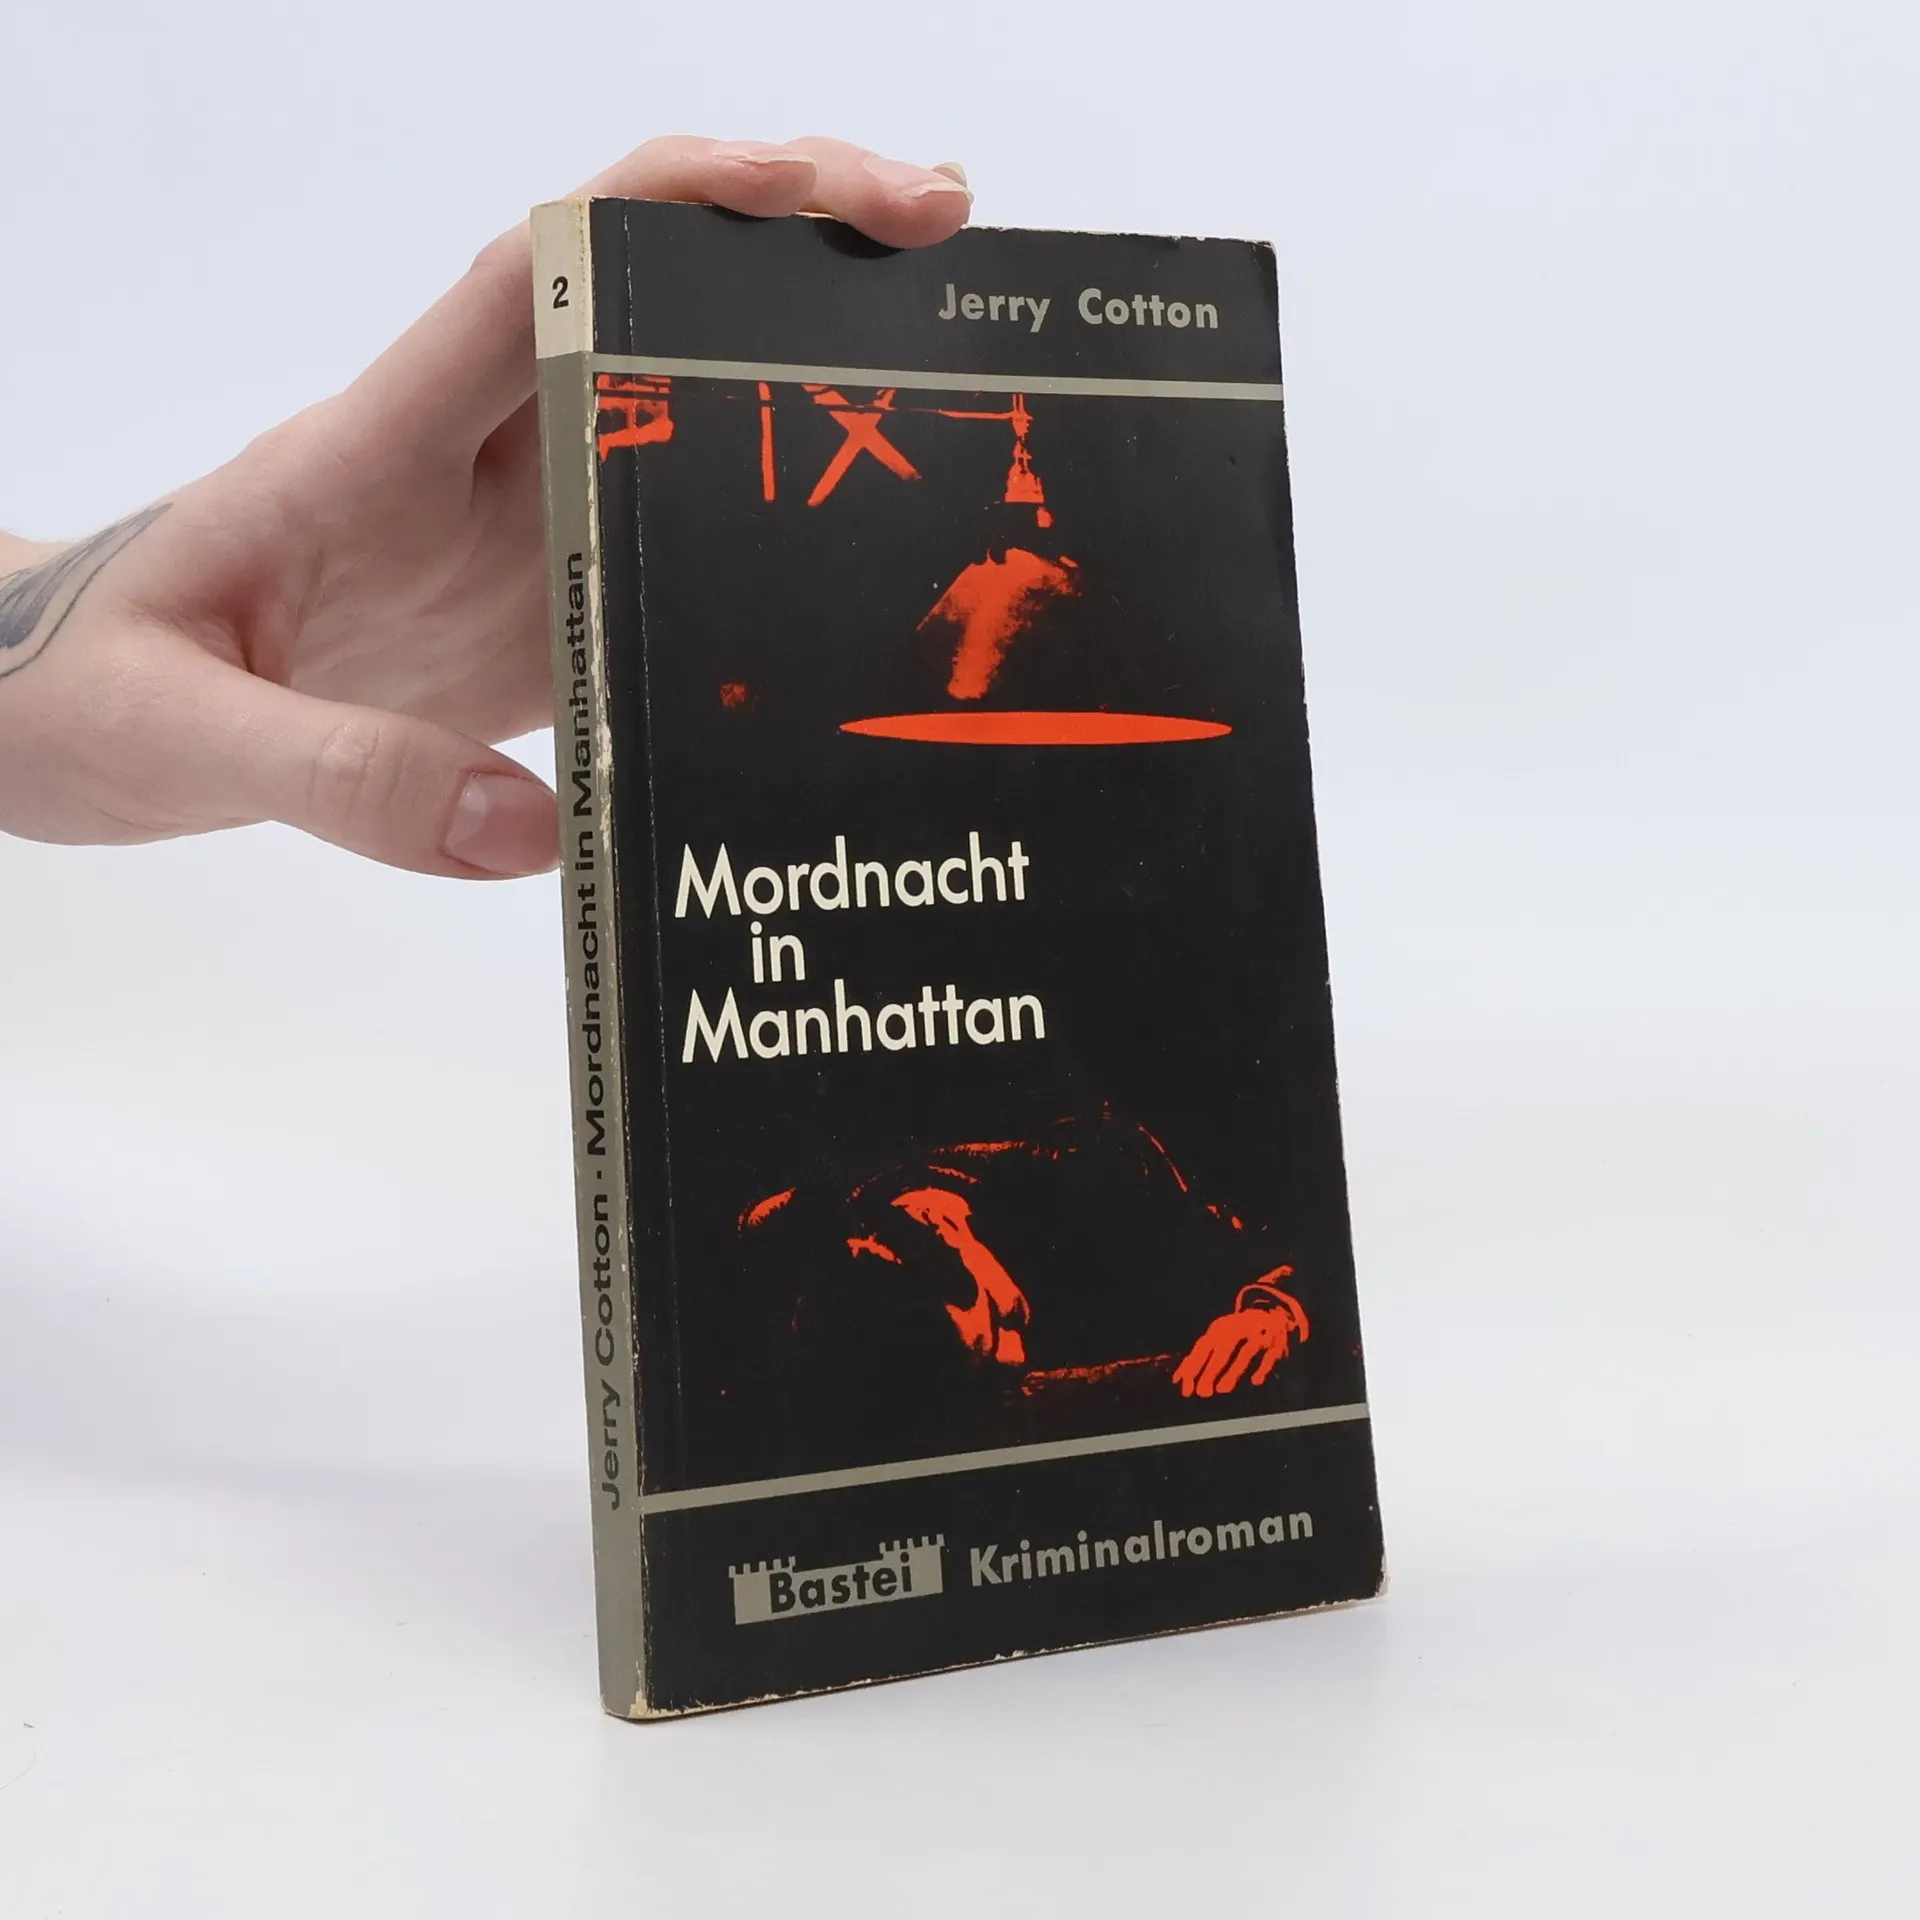 2
Jerry Cotton · Mordnacht in Manhattan
Jerry Cotton
Mordnacht
in
Manhattan
Bastei Kriminalroman